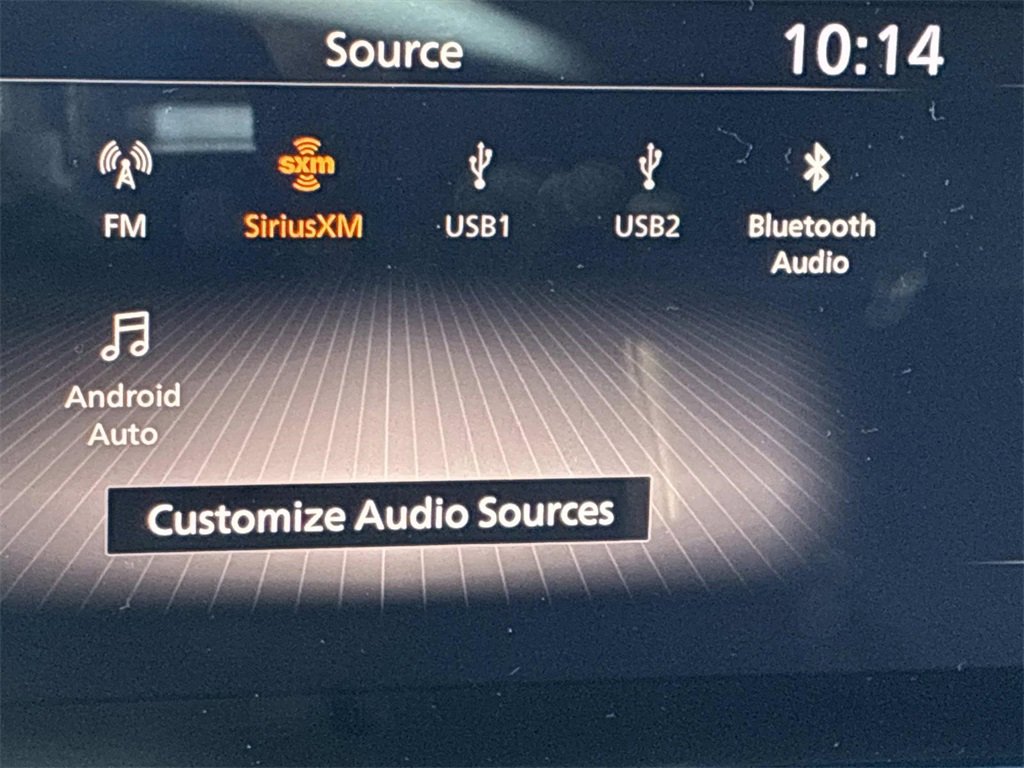 Source
10:14
sxm
FM
SiriusXM
USB1
USB2
Bluetooth
Audio
Android
Auto
Customize Audio Sources